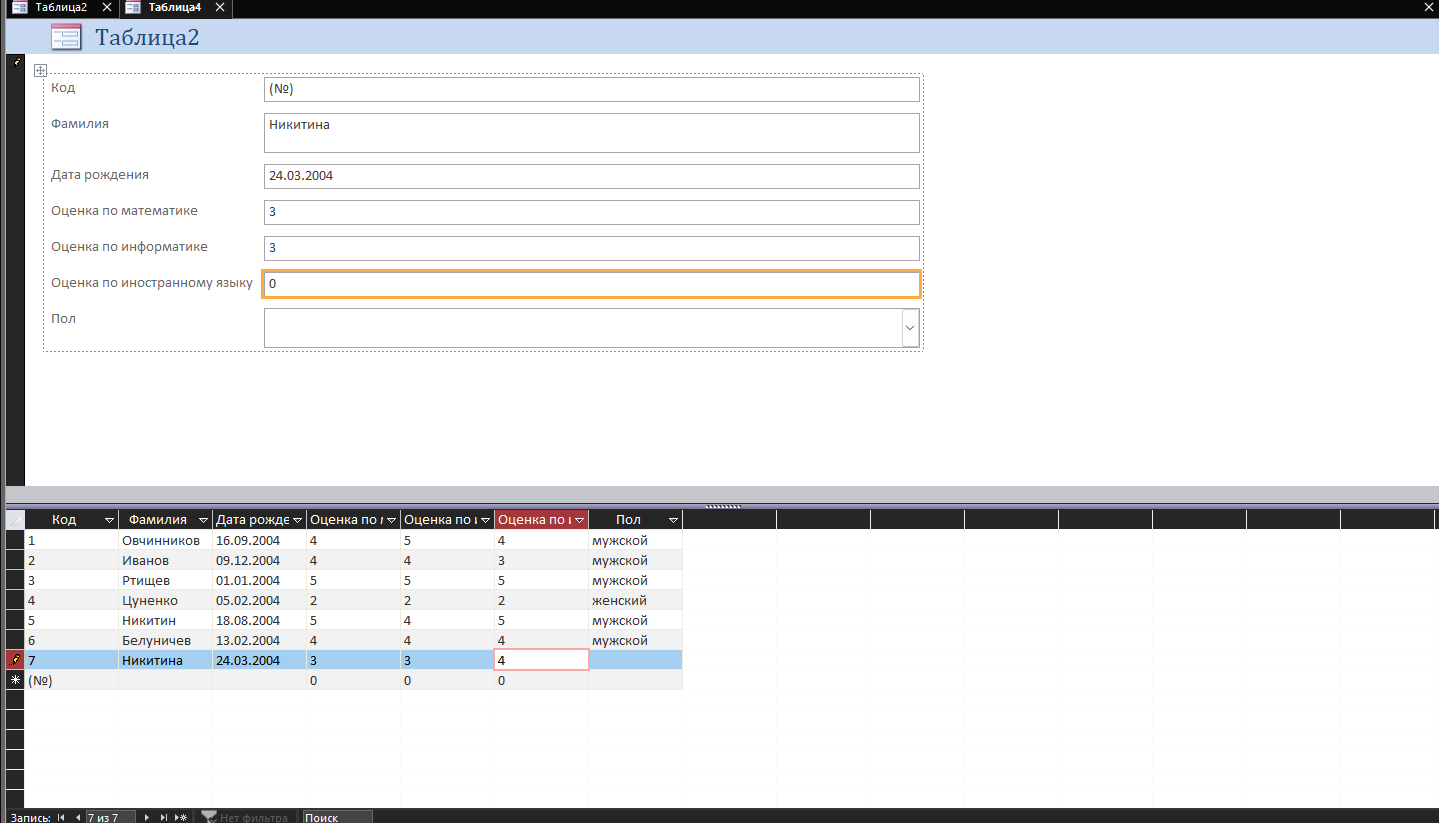 Таблица2 Таблица4
Таблица2
Код (№)
Фамилия Никитина
Дата рождения 24.03.2004
Оценка по математике 3
Оценка по информатике 3
Оценка по иностранному языку 0
Пол
Код Фамилия Дата рожде Оценка по Оценка по Оценка по Пол
1 Овчинников 16.09.2004 4 5 4 мужской
2 Иванов 09.12.2004 4 4 3 мужской
3 Ртищев 01.01.2004 5 5 5 мужской
4 Цуненко 05.02.2004 2 2 2 женский
5 Никитин 18.08.2004 5 4 5 мужской
6 Белуничев 13.02.2004 4 4 4 мужской
7 Никитина 24.03.2004 3 3 4
(№) 0 0 0
Запись: 7 из 7 Нет фильтра Поиск